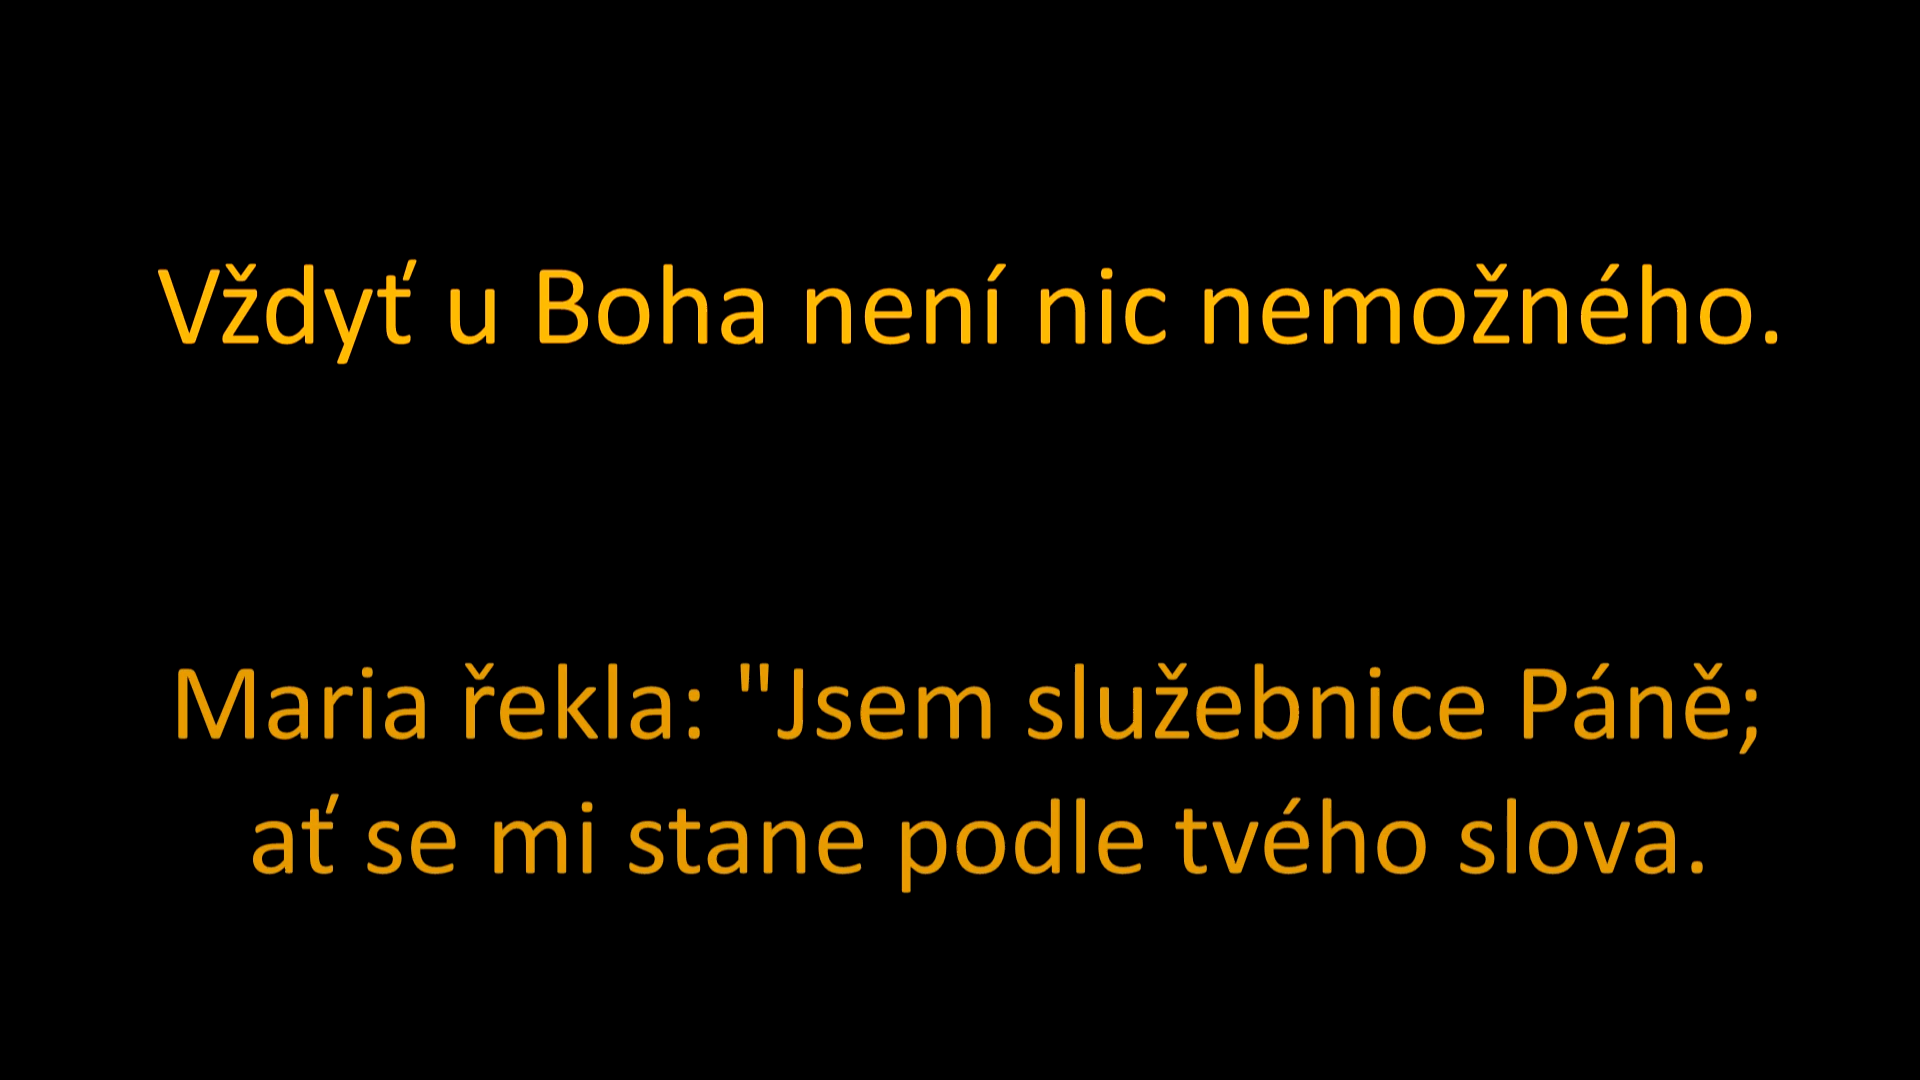 Vždyť u Boha není nic nemožného.
Maria řekla: "Jsem služebnice Páně;
ať se mi stane podle tvého slova.